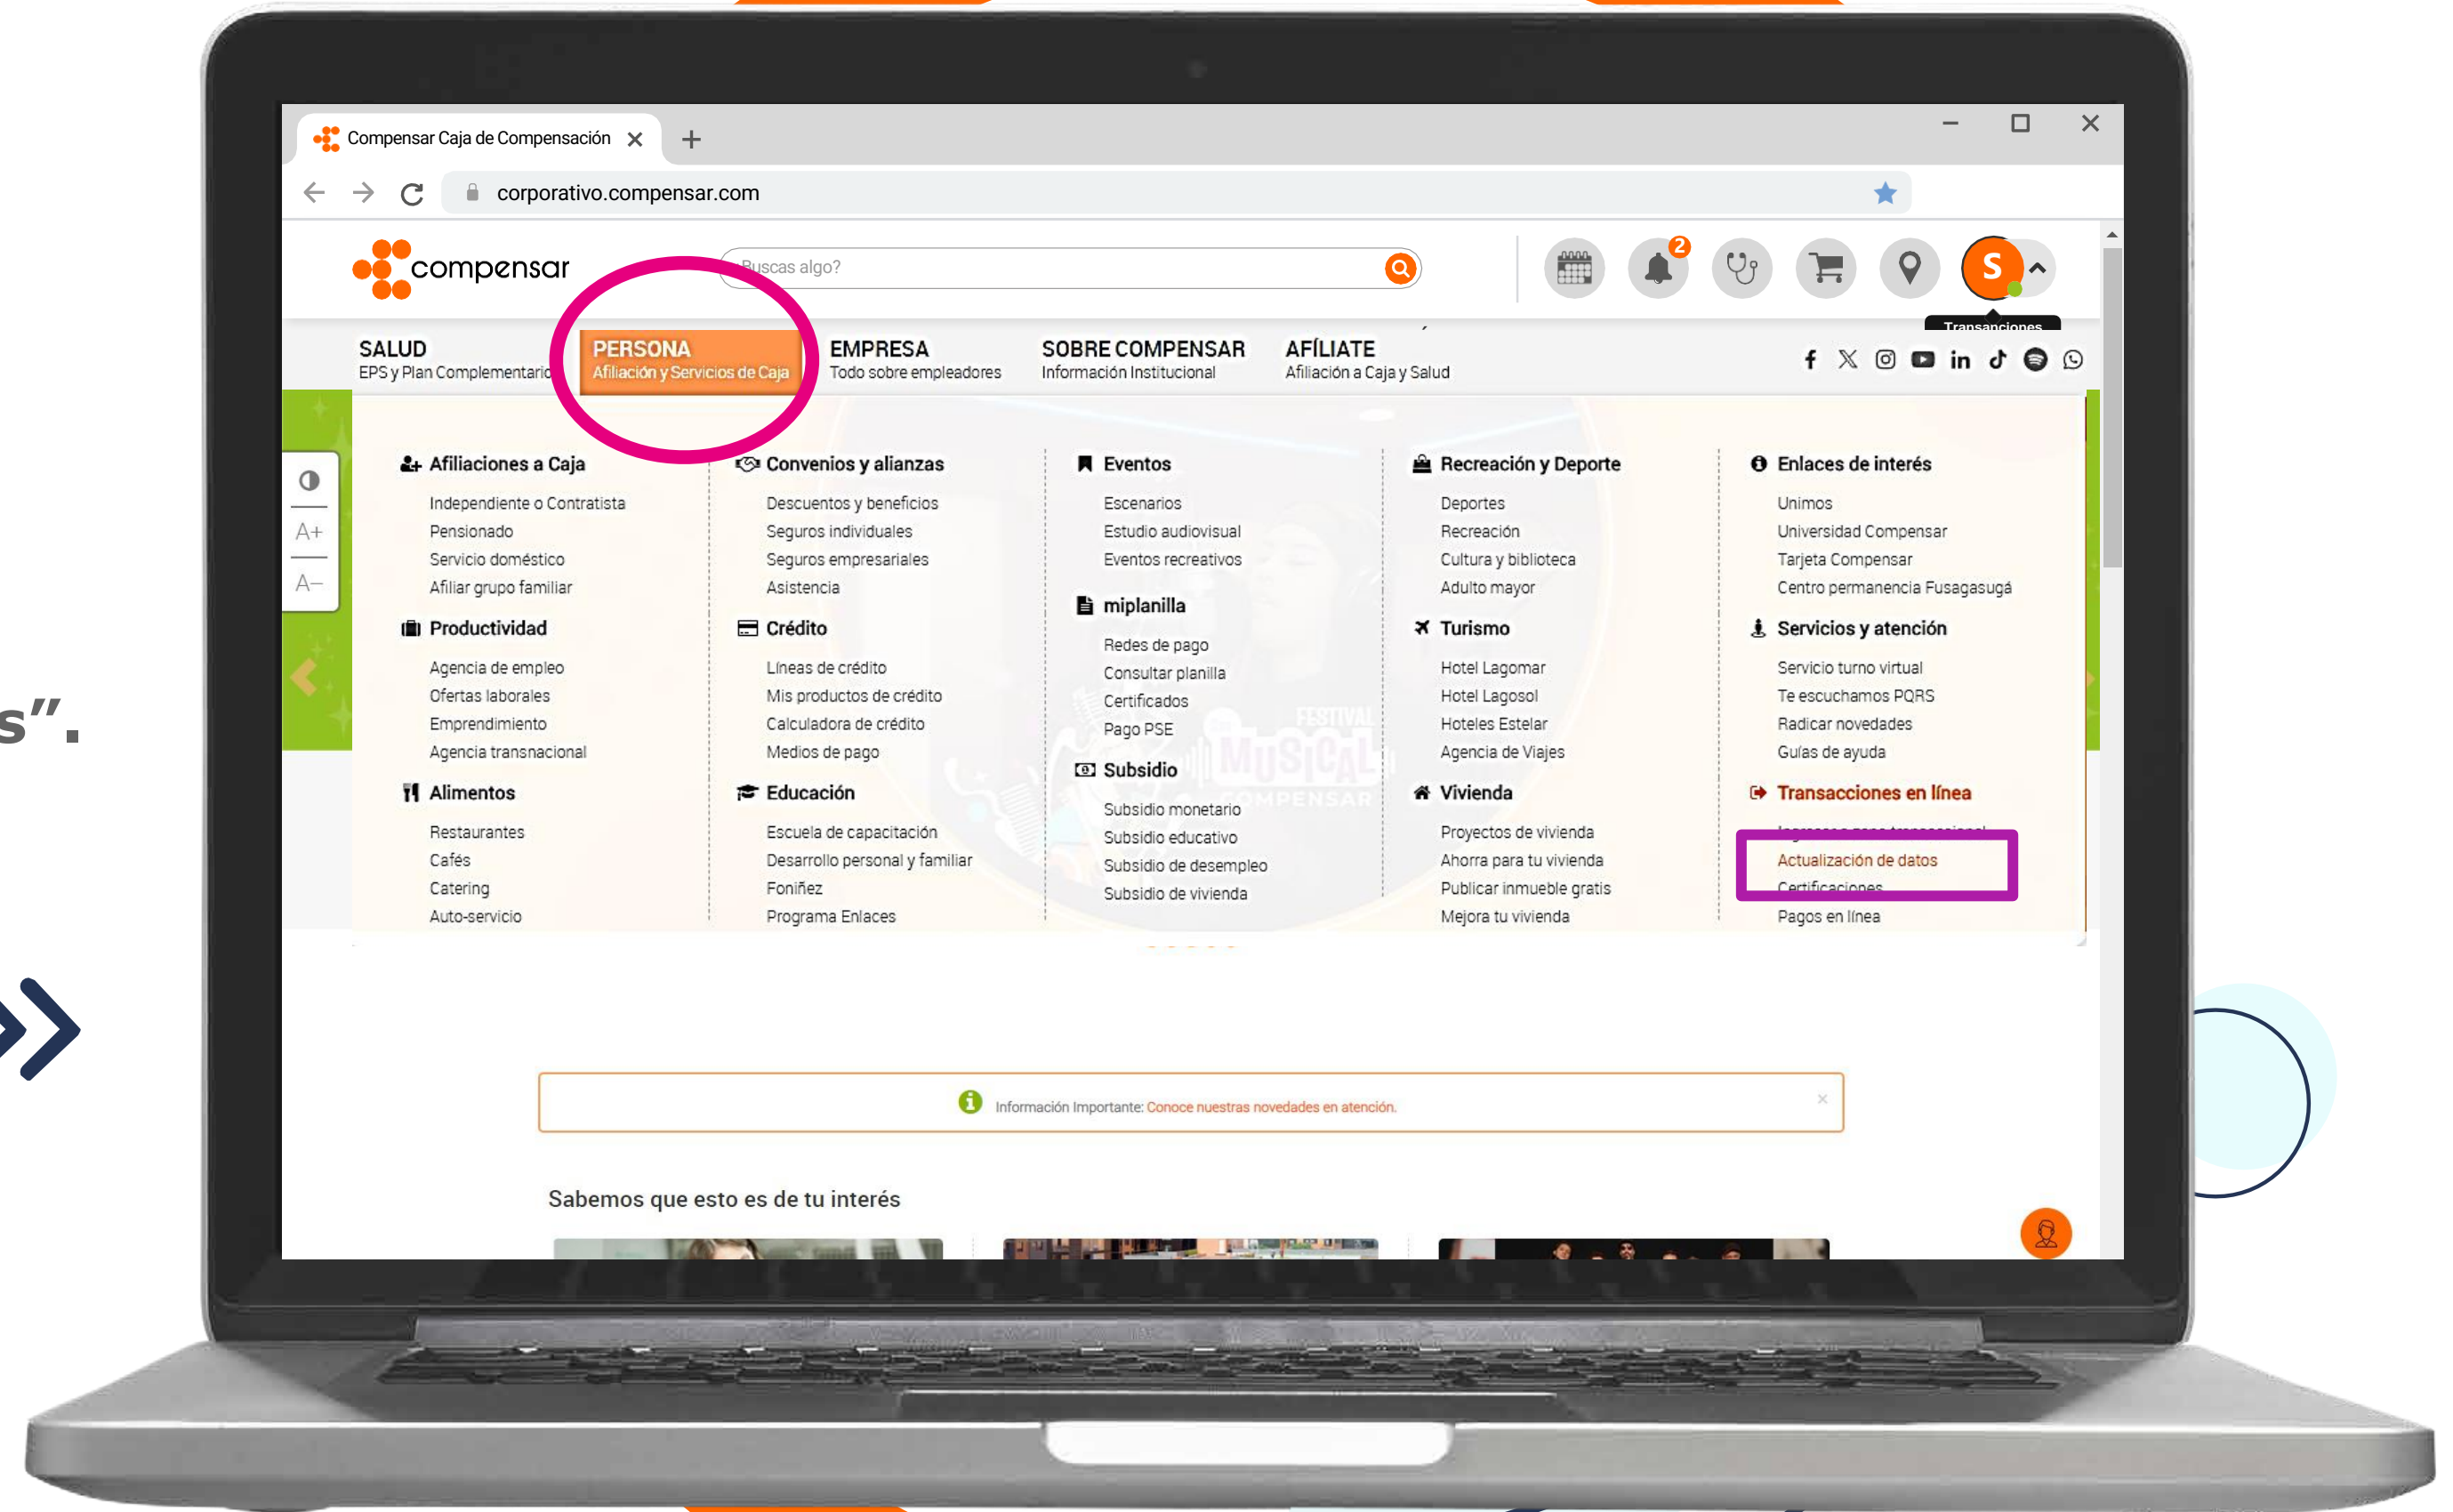 Compensar Caja de Compensación
corporativo.compensar.com
compensar
Buscas algo?
2
S
Transanciones
SALUD
EPS y Plan Complementario
PERSONA
Afiliación y Servicios de Caja
EMPRESA
Todo sobre empleadores
SOBRE COMPENSAR
Información Institucional
AFÍLIATE
Afiliación a Caja y Salud
A+
A-
Afiliaciones a Caja
Independiente o Contratista
Pensionado
Servicio doméstico
Afiliar grupo familiar
Productividad
Agencia de empleo
Ofertas laborales
Emprendimiento
Agencia transnacional
Alimentos
Restaurantes
Cafés
Catering
Auto-servicio
Convenios y alianzas
Descuentos y beneficios
Seguros individuales
Seguros empresariales
Asistencia
Crédito
Líneas de crédito
Mis productos de crédito
Calculadora de crédito
Medios de pago
Educación
Escuela de capacitación
Desarrollo personal y familiar
Foniñez
Programa Enlaces
Eventos
Escenarios
Estudio audiovisual
Eventos recreativos
miplanilla
Redes de pago
Consultar planilla
Certificados
Pago PSE
Subsidio
Subsidio monetario
Subsidio educativo
Subsidio de desempleo
Subsidio de vivienda
FESTIVAL
MUSICAL
COMPENSAR
Recreación y Deporte
Deportes
Recreación
Cultura y biblioteca
Adulto mayor
Turismo
Hotel Lagomar
Hotel Lagosol
Hoteles Estelar
Agencia de Viajes
Vivienda
Proyectos de vivienda
Ahorra para tu vivienda
Publicar inmueble gratis
Mejora tu vivienda
Enlaces de interés
Unimos
Universidad Compensar
Tarjeta Compensar
Centro permanencia Fusagasugá
Servicios y atención
Servicio turno virtual
Te escuchamos PQRS
Radicar novedades
Guías de ayuda
Transacciones en línea
Actualización de datos
Certificaciones
Pagos en línea
s".
Información Importante: Conoce nuestras novedades en atención.
Sabemos que esto es de tu interés